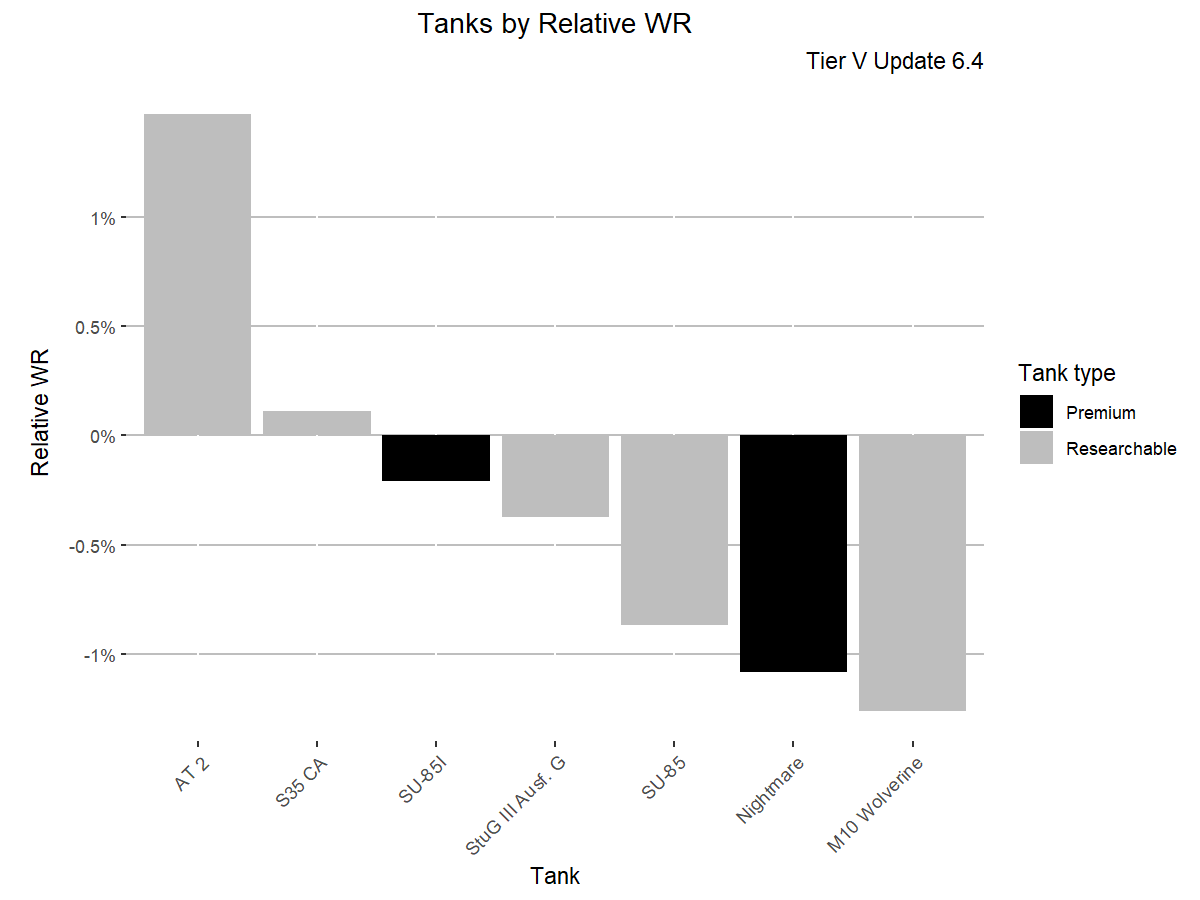 Tanks by Relative WR
Tier V Update 6.4
Relative WR
1%
0.5%
0%
-0.5%
-1%
AT 2
S35 CA
SU-85I
StuG III Ausf. G
SU-85
Nightmare
M10 Wolverine
Tank
Tank type
Premium
Researchable